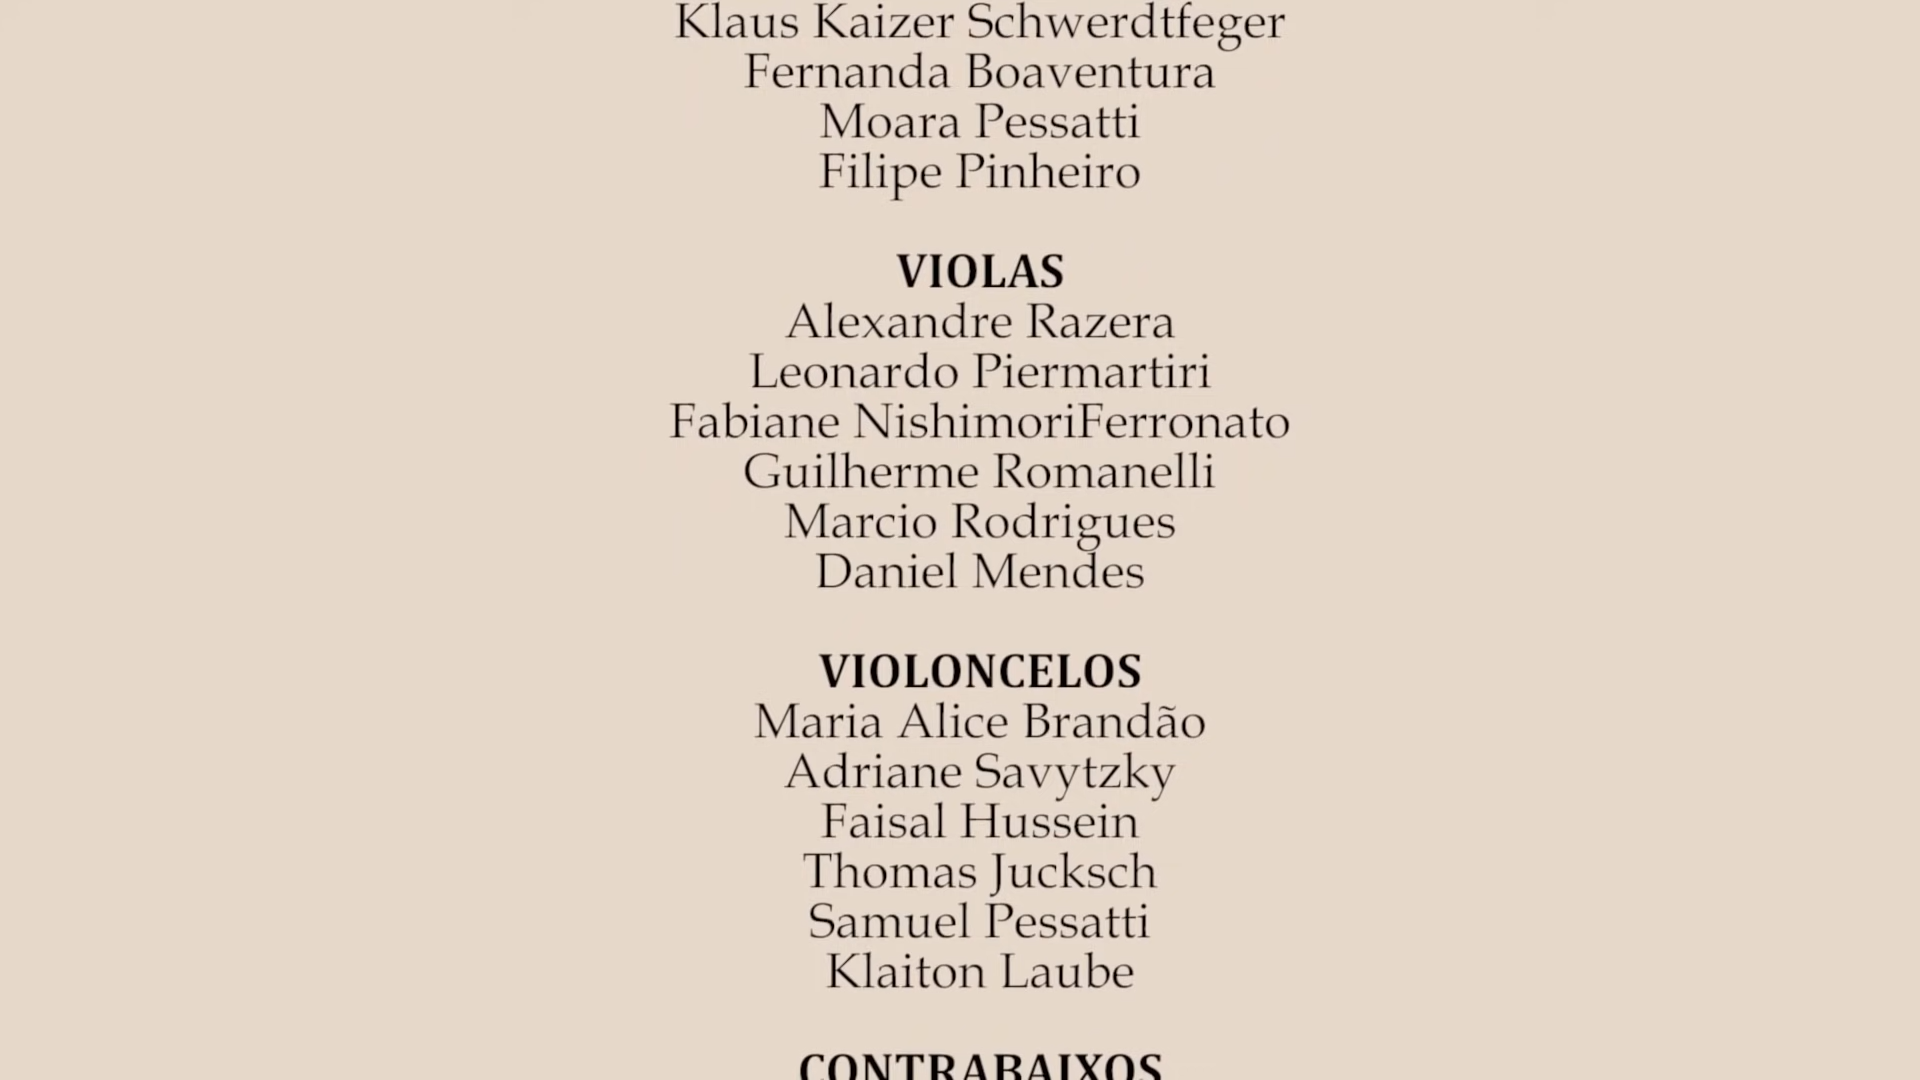 Klaus Kaizer Schwerdtfeger
Fernanda Boaventura
Moara Pessatti
Filipe Pinheiro
VIOLAS
Alexandre Razera
Leonardo Piermartiri
Fabiane NishimoriFerronato
Guilherme Romanelli
Marcio Rodrigues
Daniel Mendes
VIOLONCELOS
Maria Alice Brandão
Adriane Savytzky
Faisal Hussein
Thomas Jucksch
Samuel Pessatti
Klaiton Laube
CONTRABAIXOS